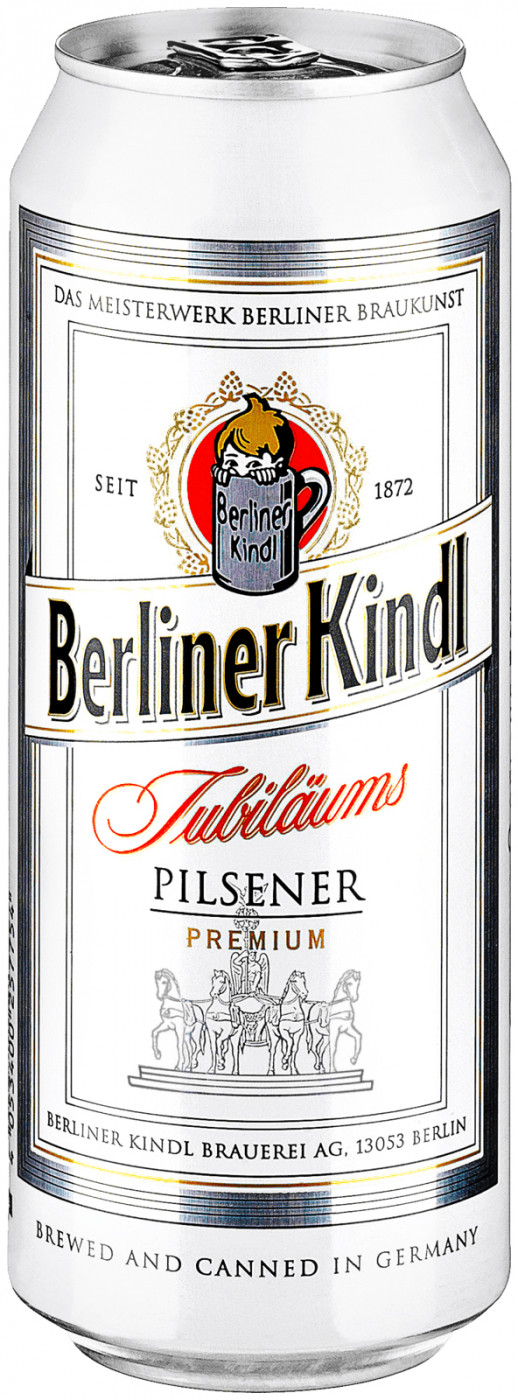 DAS MEISTERWERK BERLINER BRAUKUNST
SEIT 1872
Berliner
Kindl
Berliner Kindl
Jubiläums
PILSENER
PREMIUM
BERLINER KINDL BRAUEREI AG, 13053 BERLIN
BREWED AND CANNED IN GERMANY